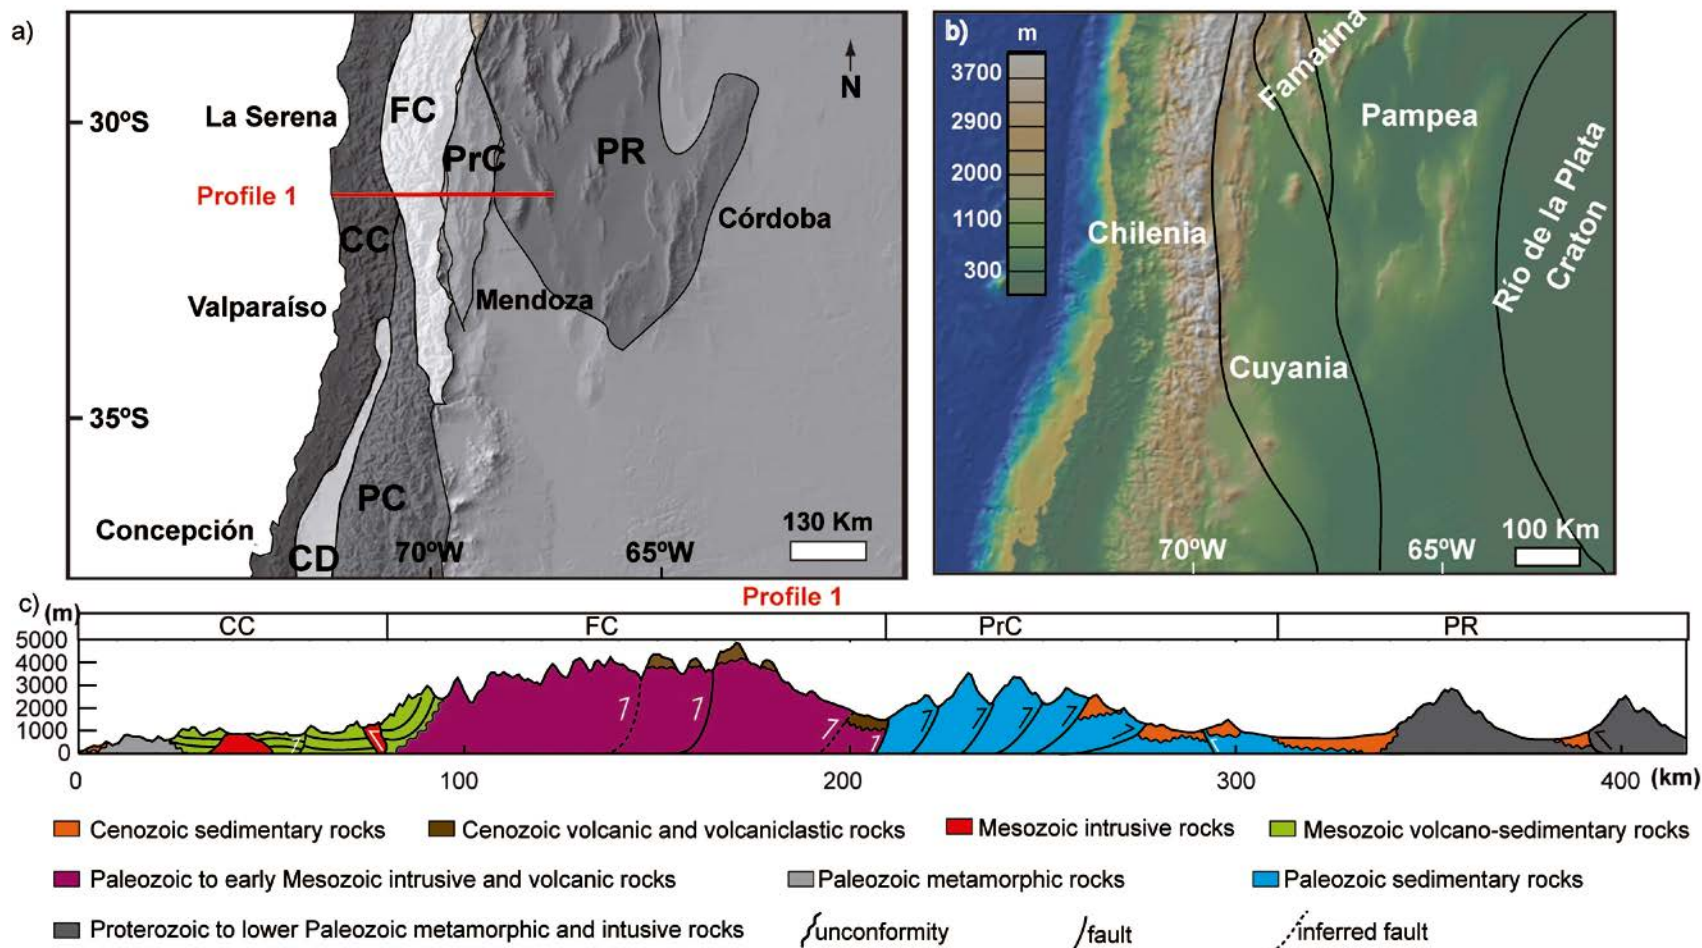 a)
N
30ºS
35ºS
La Serena
FC
PrC
PR
Profile 1
CC
Córdoba
Valparaíso
Mendoza
PC
Concepción
CD
70ºW
65ºW
130 Km
b)
m
3700
2900
2000
1100
300
Famatina
Pampea
Chilenia
Río de la Plata
Craton
Cuyania
70ºW
65ºW
100 Km
Profile 1
c)
(m)
CC FC PrC PR
5000
4000
3000
2000
1000
0
0 100 200 300 400 (km)
Cenozoic sedimentary rocks Cenozoic volcanic and volcaniclastic rocks Mesozoic intrusive rocks Mesozoic volcano-sedimentary rocks
Paleozoic to early Mesozoic intrusive and volcanic rocks Paleozoic metamorphic rocks Paleozoic sedimentary rocks
Proterozoic to lower Paleozoic metamorphic and intusive rocks unconformity fault inferred fault